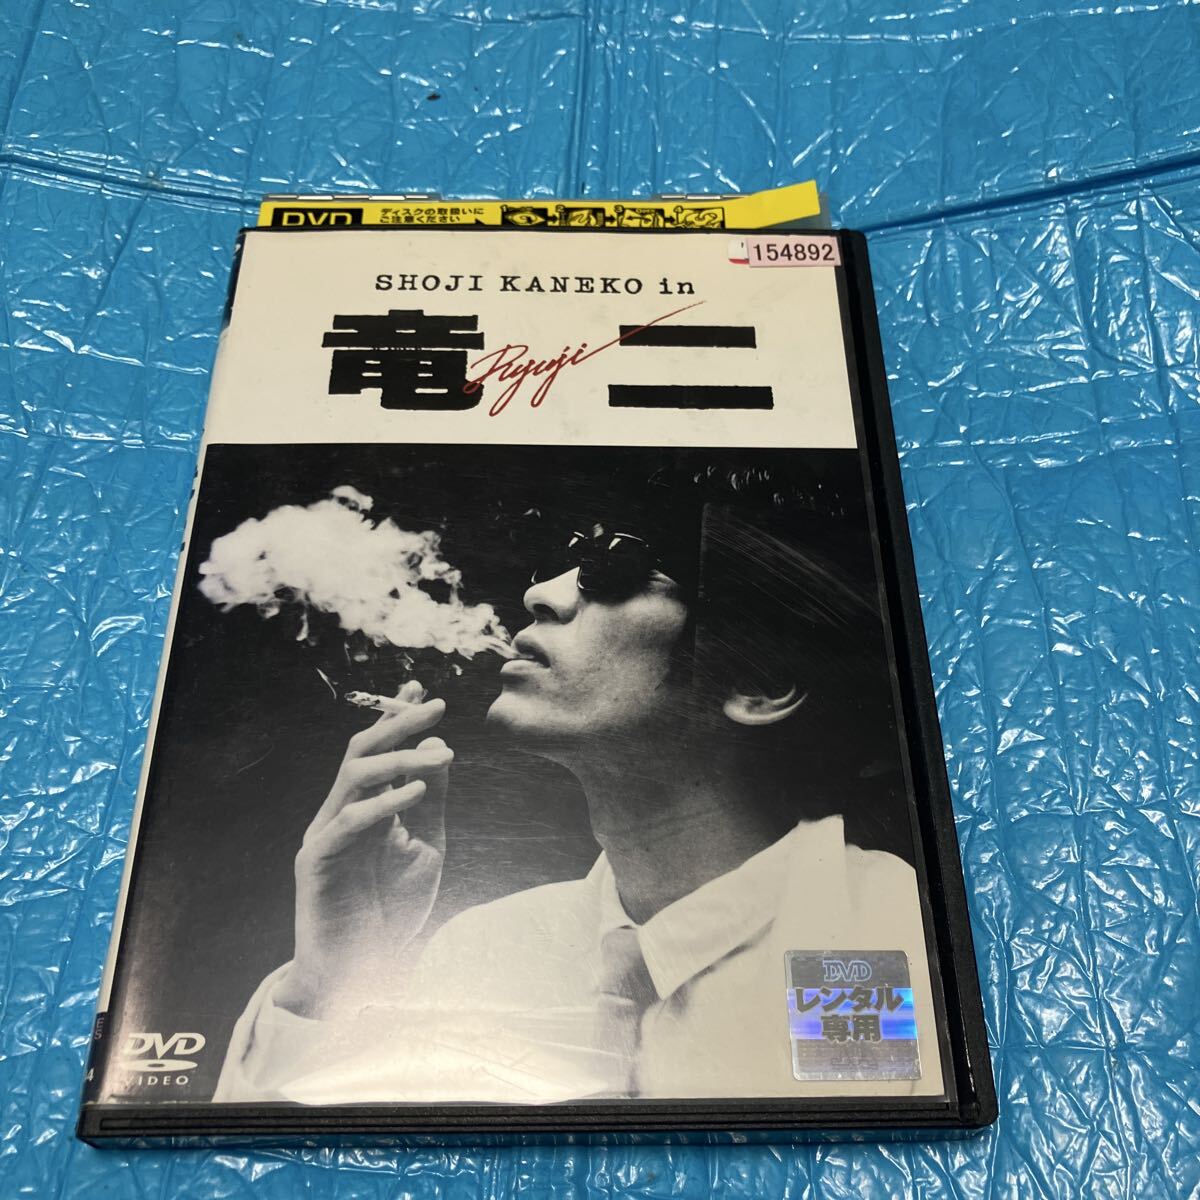 DVD
ディスクの取扱いに
ご注意ください
154892
SHOJI KANEKO in
竜二
Ryuji
DVD
レンタル
専用
DVD
VIDEO
4